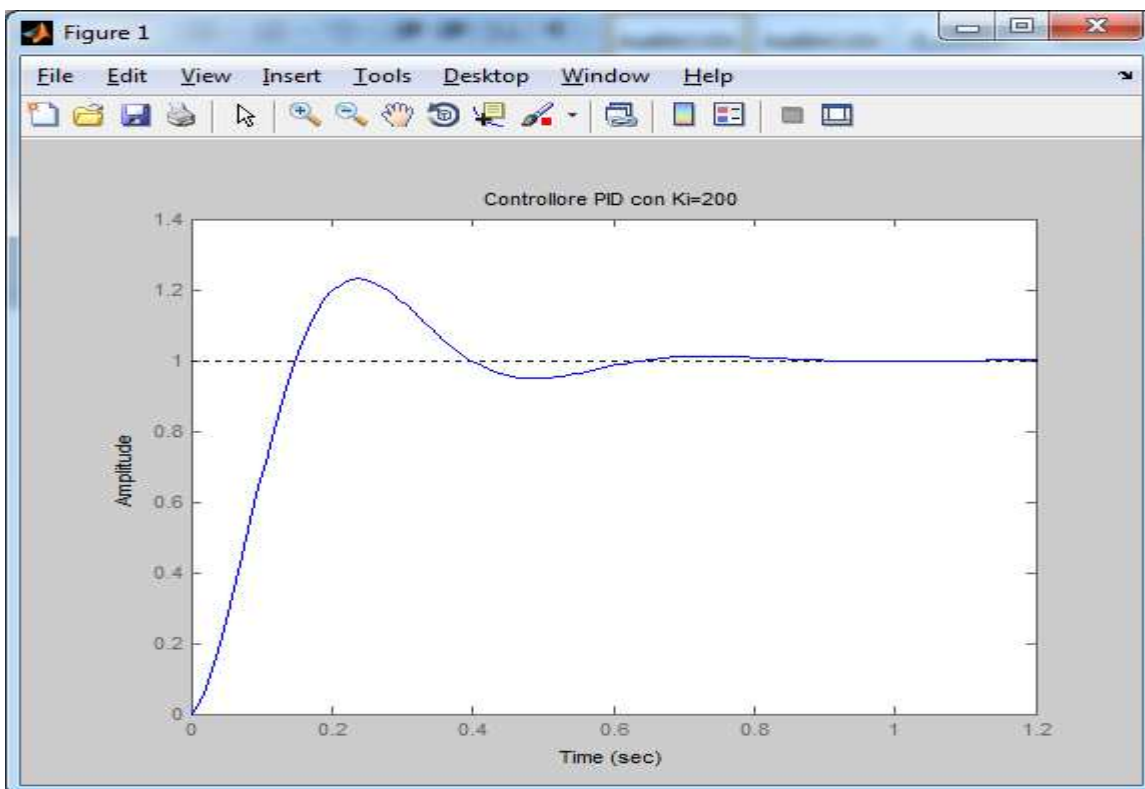 Figure 1
File Edit View Insert Tools Desktop Window Help
Controllore PID con Ki=200
1.4
1.2
1
0.8
0.6
0.4
0.2
0
Amplitude
0 0.2 0.4 0.6 0.8 1 1.2
Time (sec)